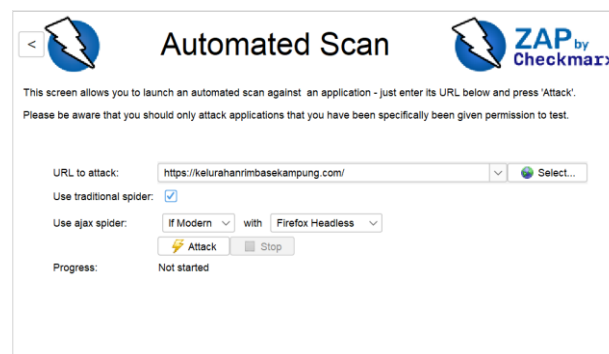 <
Automated Scan
ZAP by
Checkmarx
This screen allows you to launch an automated scan against an application - just enter its URL below and press 'Attack'.
Please be aware that you should only attack applications that you have been specifically been given permission to test.
URL to attack: https://kelurahanrimbasekampung.com/ Select...
Use traditional spider:
Use ajax spider: If Modern with Firefox Headless
Attack Stop
Progress: Not started